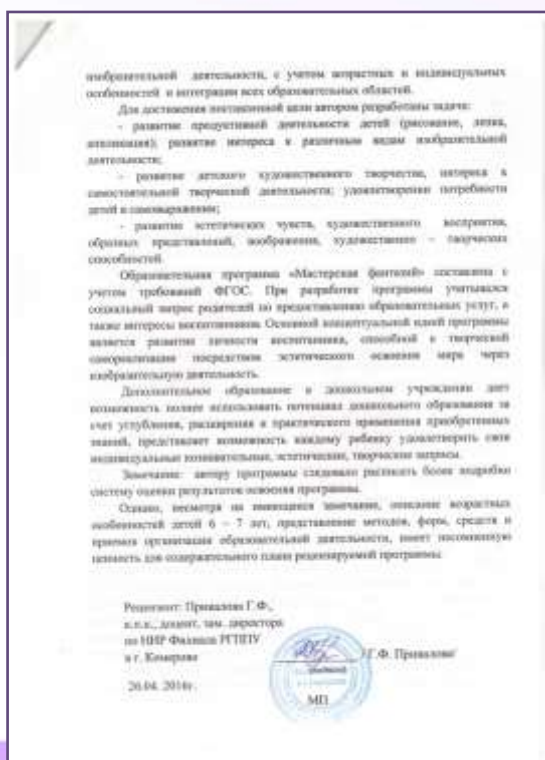 изобразительной деятельности, с учетом возрастных и индивидуальных
особенностей и интеграции всех образовательных областей.
Для достижения поставленной цели автором разработаны задачи:
- развитие продуктивной деятельности детей (рисование, лепка,
аппликация); развитие интереса к различным видам изобразительной
деятельности;
- развитие детского художественного творчества, интереса к
самостоятельной творческой деятельности; удовлетворении потребности
детей в самовыражении;
- развитие эстетических чувств, художественного восприятия,
образных представлений, воображения, художественно - творческих
способностей.
Образовательная программа «Мастерская фантазий» составлена с
учетом требований ФГОС. При разработке программы учитывался
социальный запрос родителей по предоставлению образовательных услуг, а
также интересы воспитанников. Основной концептуальной идеей программы
является развитие личности воспитанника, способной к творческой
самореализации посредством эстетического освоения мира через
изобразительную деятельность.
Дополнительное образование в дошкольном учреждении дает
возможность полнее использовать потенциал дошкольного образования за
счет углубления, расширения и практического применения приобретенных
знаний, представляет возможность каждому ребенку удовлетворить свои
индивидуальные познавательные, эстетические, творческие запросы.
Замечание: автору программы следовало расписать более подробно
систему оценки результатов освоения программы.
Однако, несмотря на имеющиеся замечание, описание возрастных
особенностей детей 6 – 7 лет, представление методов, форм, средств и
приемов организации образовательной деятельности, имеет несомненную
ценность для содержательного плана рецензируемой программы.
Рецензент: Привалова Г.Ф.,
к.п.н., доцент, зам. директора
по НИР Филиала РГППУ
в г. Кемерово
/Г.Ф. Привалова/
26.04. 2016г.
МП